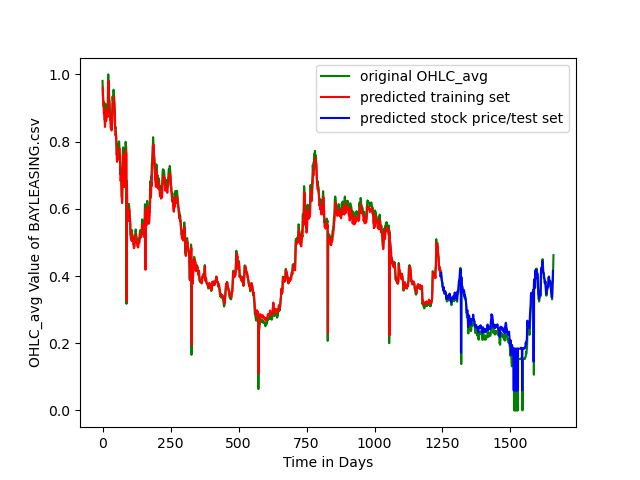 original OHLC_avg
predicted training set
predicted stock price/test set
OHLC_avg Value of BAYLEASING.csv
1.0
0.8
0.6
0.4
0.2
0.0
0 250 500 750 1000 1250 1500
Time in Days